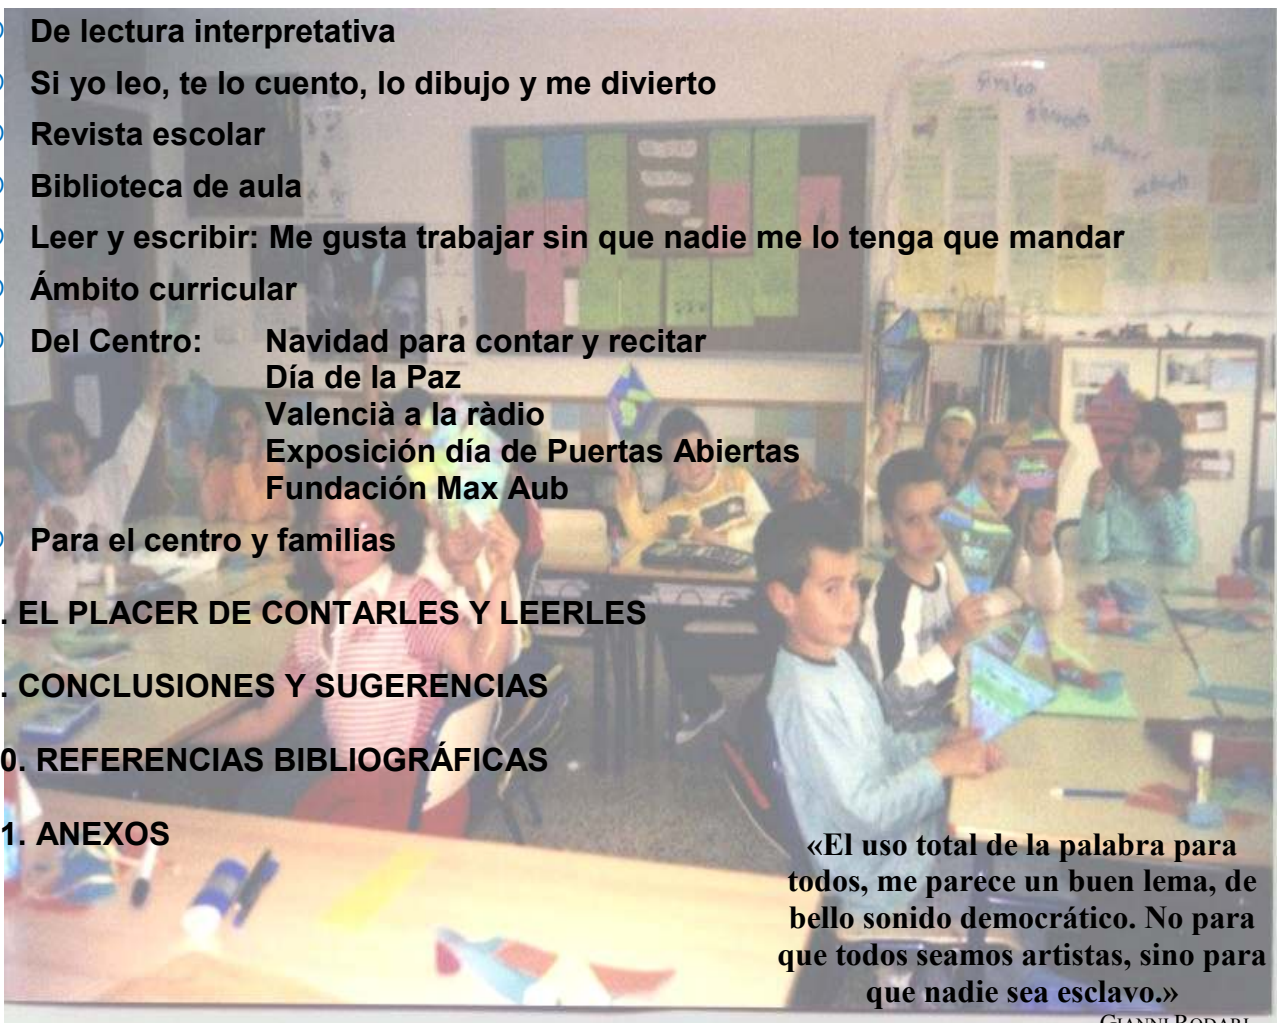 De lectura interpretativa
Si yo leo, te lo cuento, lo dibujo y me divierto
Revista escolar
Biblioteca de aula
Leer y escribir: Me gusta trabajar sin que nadie me lo tenga que mandar
Ámbito curricular
Del Centro: Navidad para contar y recitar
Día de la Paz
Valencià a la ràdio
Exposición día de Puertas Abiertas
Fundación Max Aub
Para el centro y familias
. EL PLACER DE CONTARLES Y LEERLES
. CONCLUSIONES Y SUGERENCIAS
0. REFERENCIAS BIBLIOGRÁFICAS
1. ANEXOS
«El uso total de la palabra para
todos, me parece un buen lema, de
bello sonido democrático. No para
que todos seamos artistas, sino para
que nadie sea esclavo.»
GIANNI RODARI